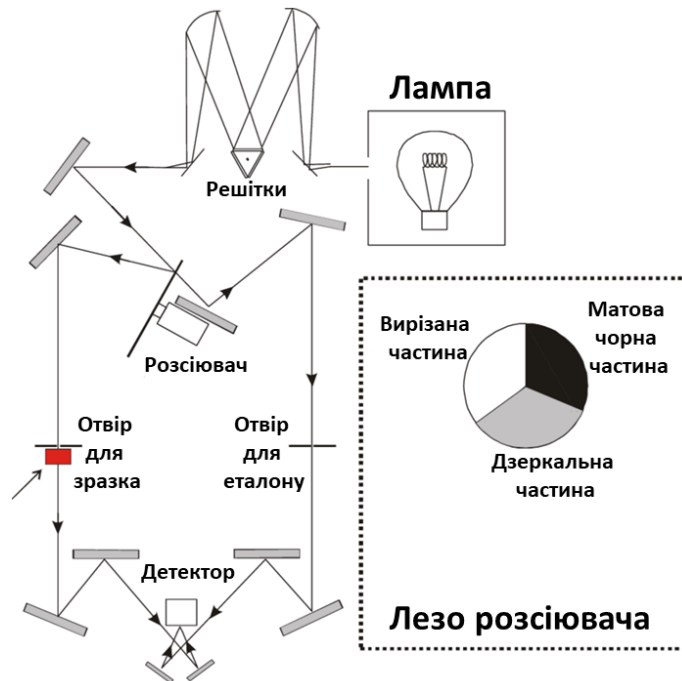 Лампа
Решітки
Розсіювач
Вирізана
частина
Матова
чорна
частина
Дзеркальна
частина
Отвір
для
зразка
Отвір
для
еталону
Детектор
Лезо розсіювача